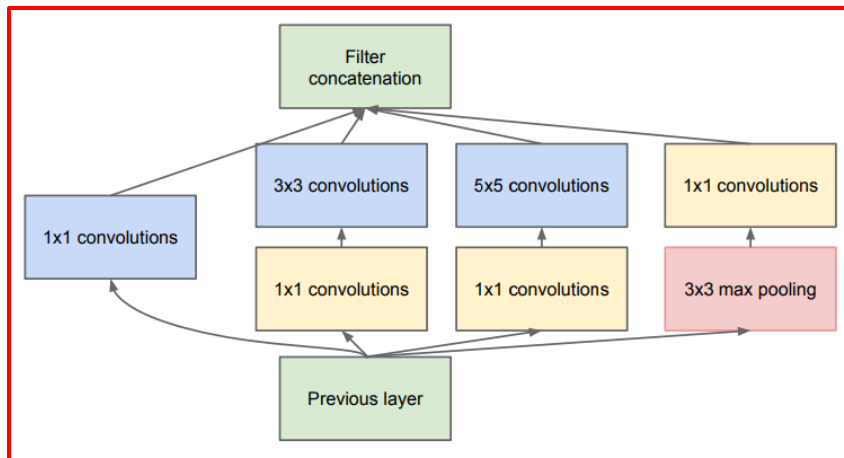 Filter
concatenation
3x3 convolutions
5x5 convolutions
1x1 convolutions
1x1 convolutions
1x1 convolutions
1x1 convolutions
3x3 max pooling
Previous layer